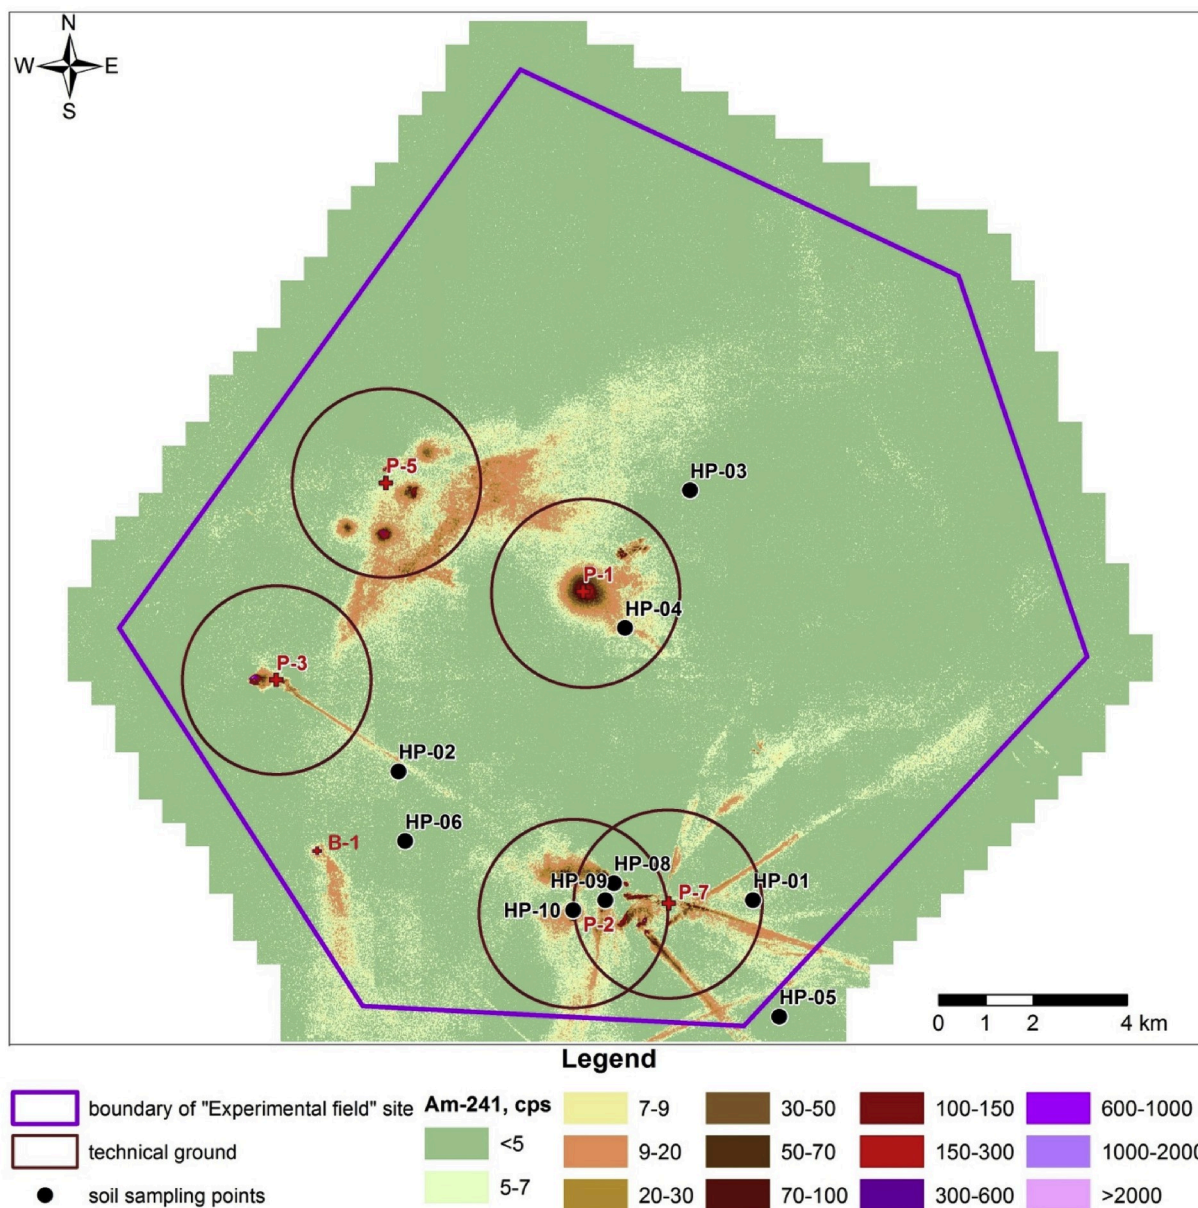 N
W E
S
P-5
HP-03
P-1
HP-04
P-3
HP-02
HP-06
B-1
HP-08
HP-09
P-7
HP-01
HP-10
P-2
HP-05
0 1 2 4 km
Legend
boundary of "Experimental field" site
technical ground
soil sampling points
Am-241, cps
<5
5-7
7-9
9-20
20-30
30-50
50-70
70-100
100-150
150-300
300-600
600-1000
1000-2000
>2000